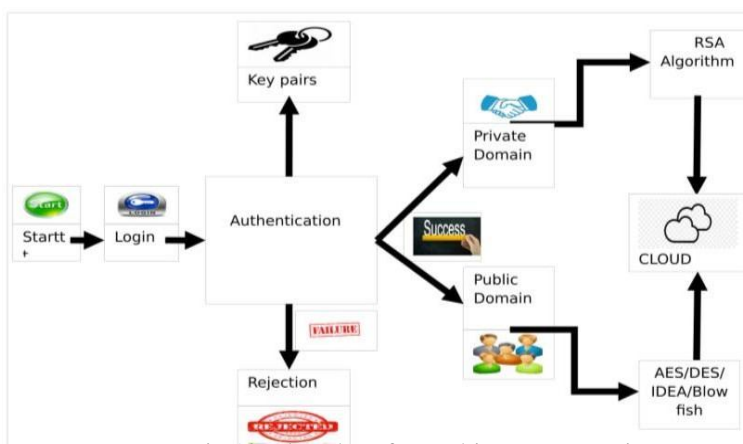 Key pairs
RSA
Algorithm
Private
Domain
Start
LOGIN
Startt
Login
Authentication
Success
CLOUD
Public
Domain
FAILURE
Rejection
REJECTED
AES/DES/
IDEA/Blow
fish